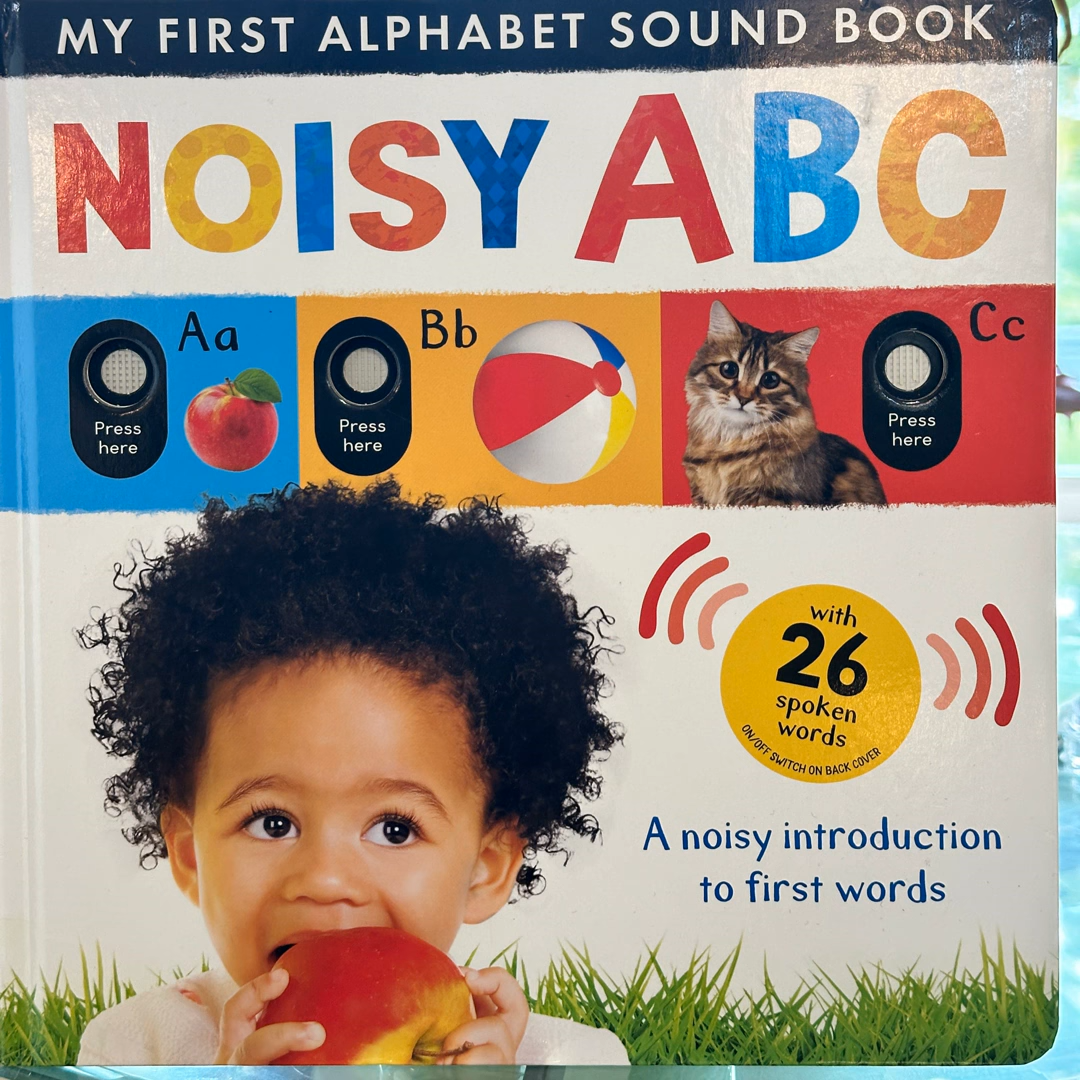 MY FIRST ALPHABET SOUND BOOK
NOISY ABC
Aa
Press
here
Bb
Press
here
Cc
Press
here
with
26
spoken
words
ON/OFF SWITCH ON BACK COVER
A noisy introduction
to first words